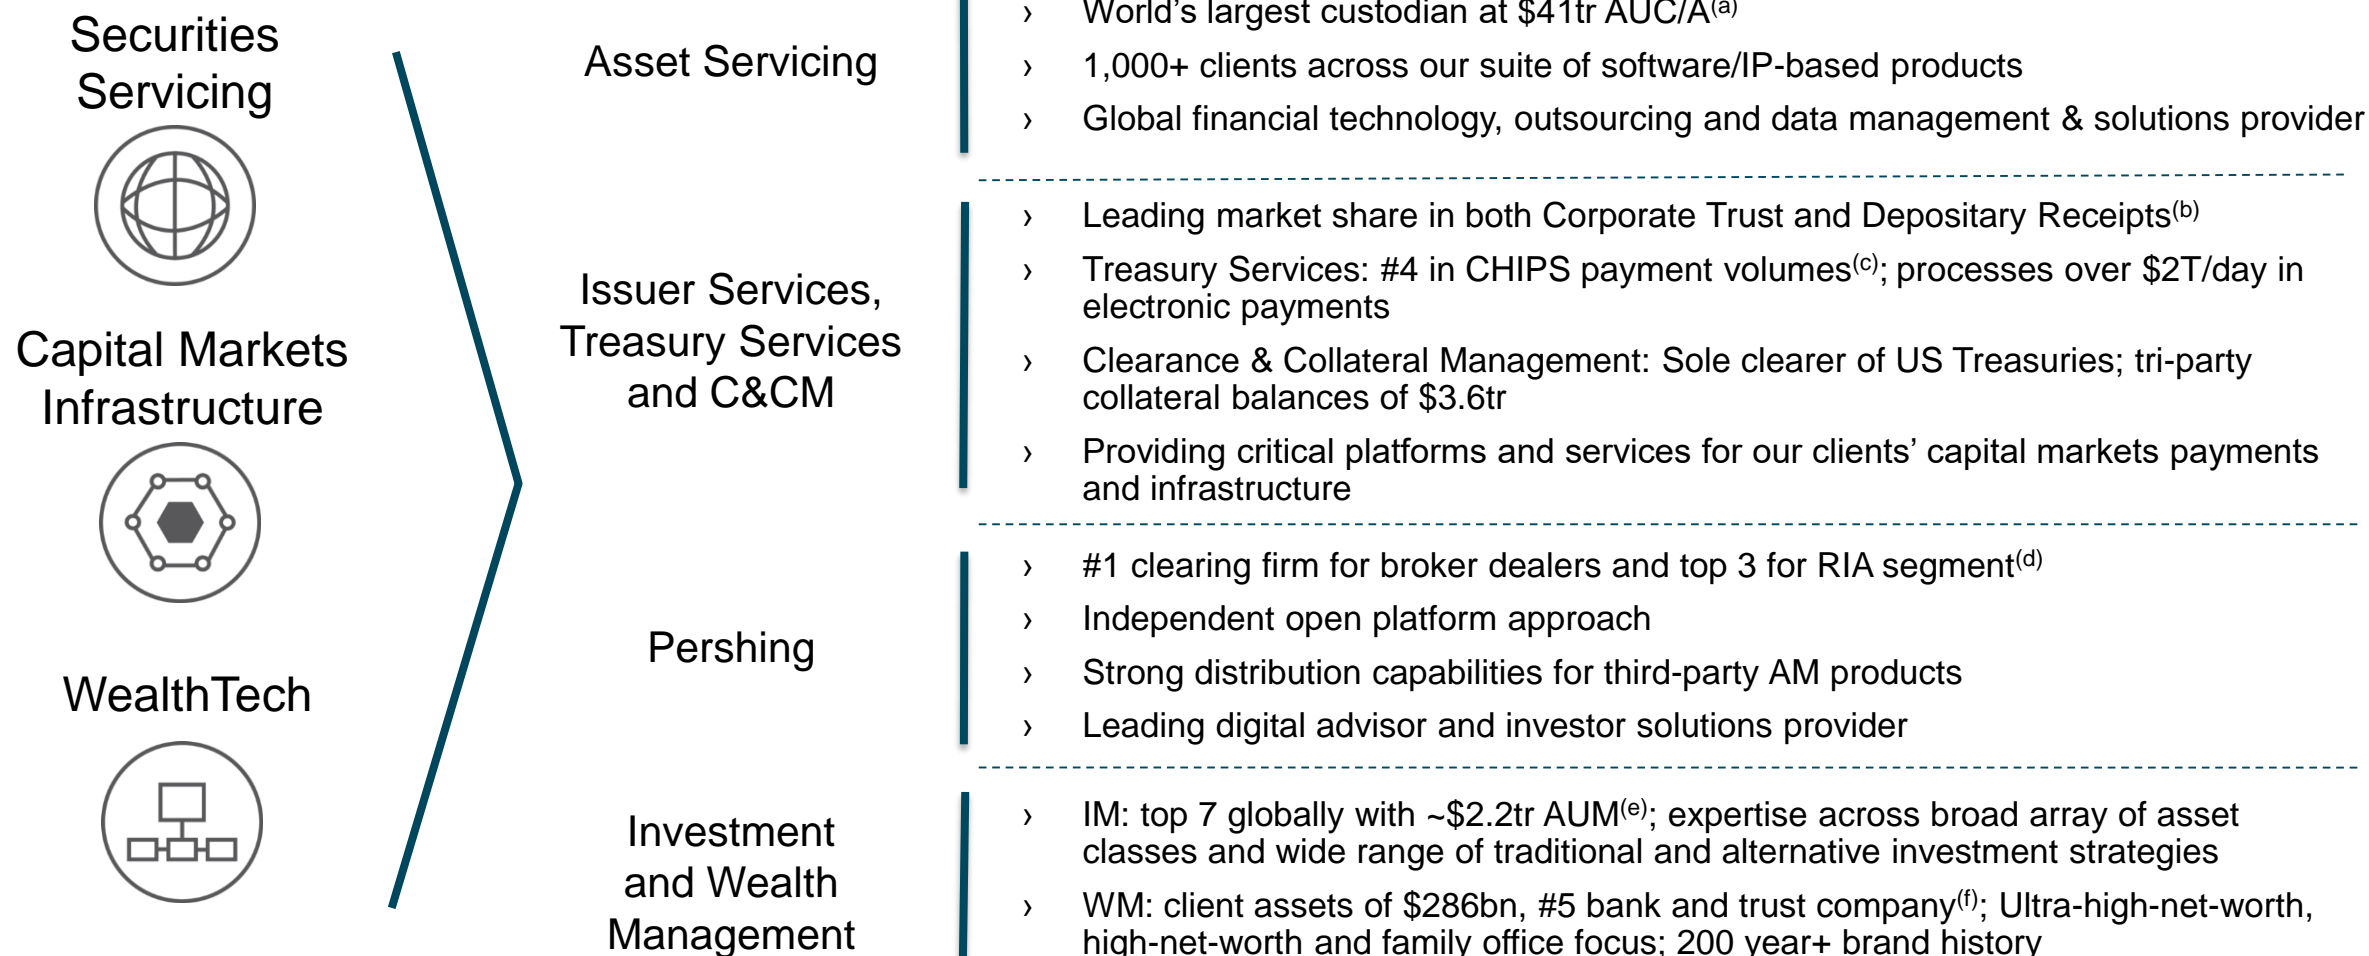 Securities
Servicing
Capital Markets
Infrastructure
WealthTech
Asset Servicing
› World's largest custodian at $41tr AUC/A(a)
› 1,000+ clients across our suite of software/IP-based products
› Global financial technology, outsourcing and data management & solutions provider
Issuer Services,
Treasury Services
and C&CM
› Leading market share in both Corporate Trust and Depositary Receipts(b)
› Treasury Services: #4 in CHIPS payment volumes(c); processes over $2T/day in
electronic payments
› Clearance & Collateral Management: Sole clearer of US Treasuries; tri-party
collateral balances of $3.6tr
› Providing critical platforms and services for our clients' capital markets payments
and infrastructure
Pershing
› #1 clearing firm for broker dealers and top 3 for RIA segment(d)
› Independent open platform approach
› Strong distribution capabilities for third-party AM products
› Leading digital advisor and investor solutions provider
Investment
and Wealth
Management
› IM: top 7 globally with ~$2.2tr AUM(e); expertise across broad array of asset
classes and wide range of traditional and alternative investment strategies
› WM: client assets of $286bn, #5 bank and trust company(f); Ultra-high-net-worth,
high-net-worth and family office focus; 200 year+ brand history